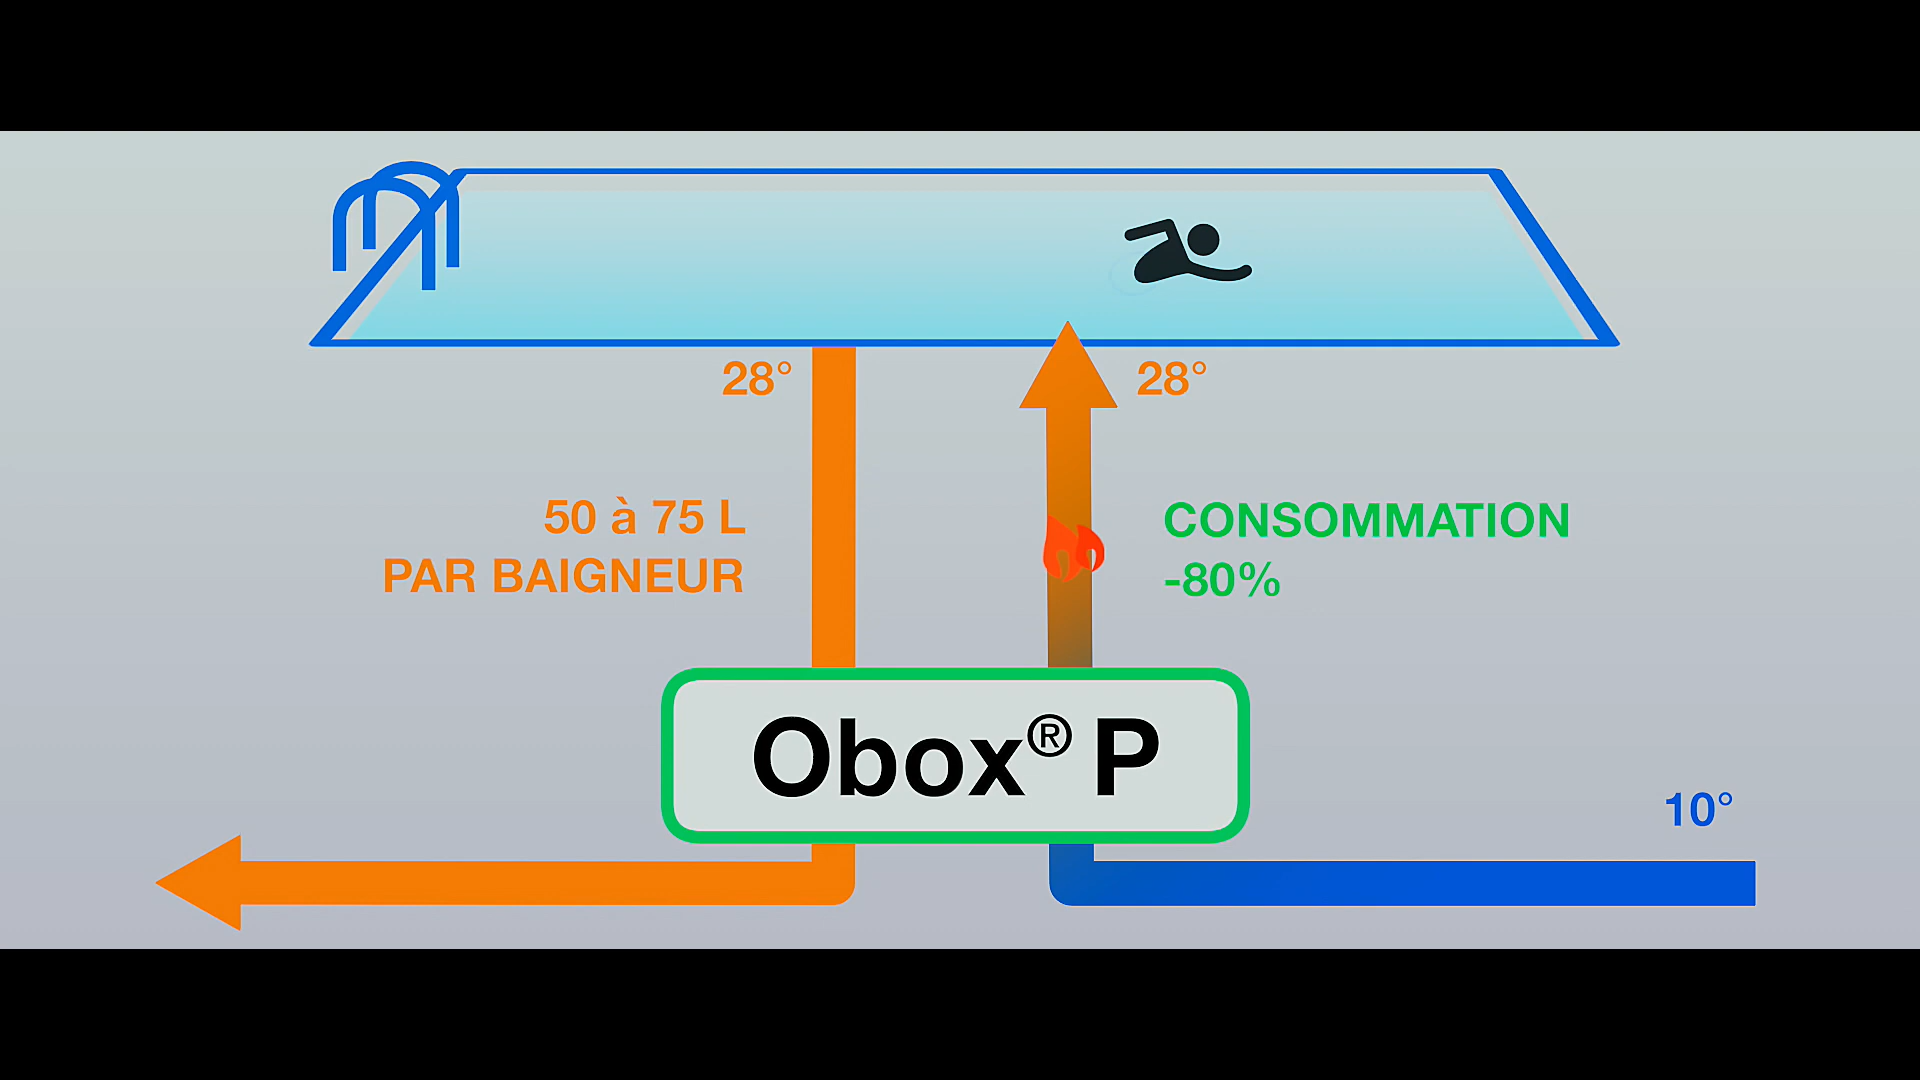 28°
28°
50 à 75 L
PAR BAIGNEUR
CONSOMMATION
-80%
Obox® P
10°